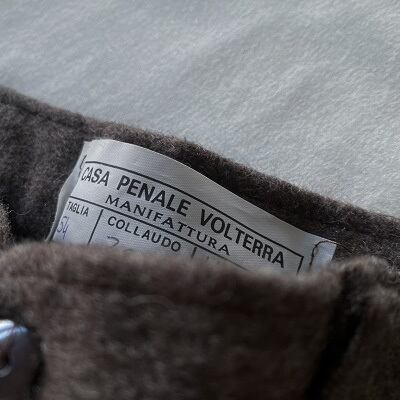 CASA PENALE VOLTERRA
MANIFATTURA
TAGLIA COLLAUDO
54